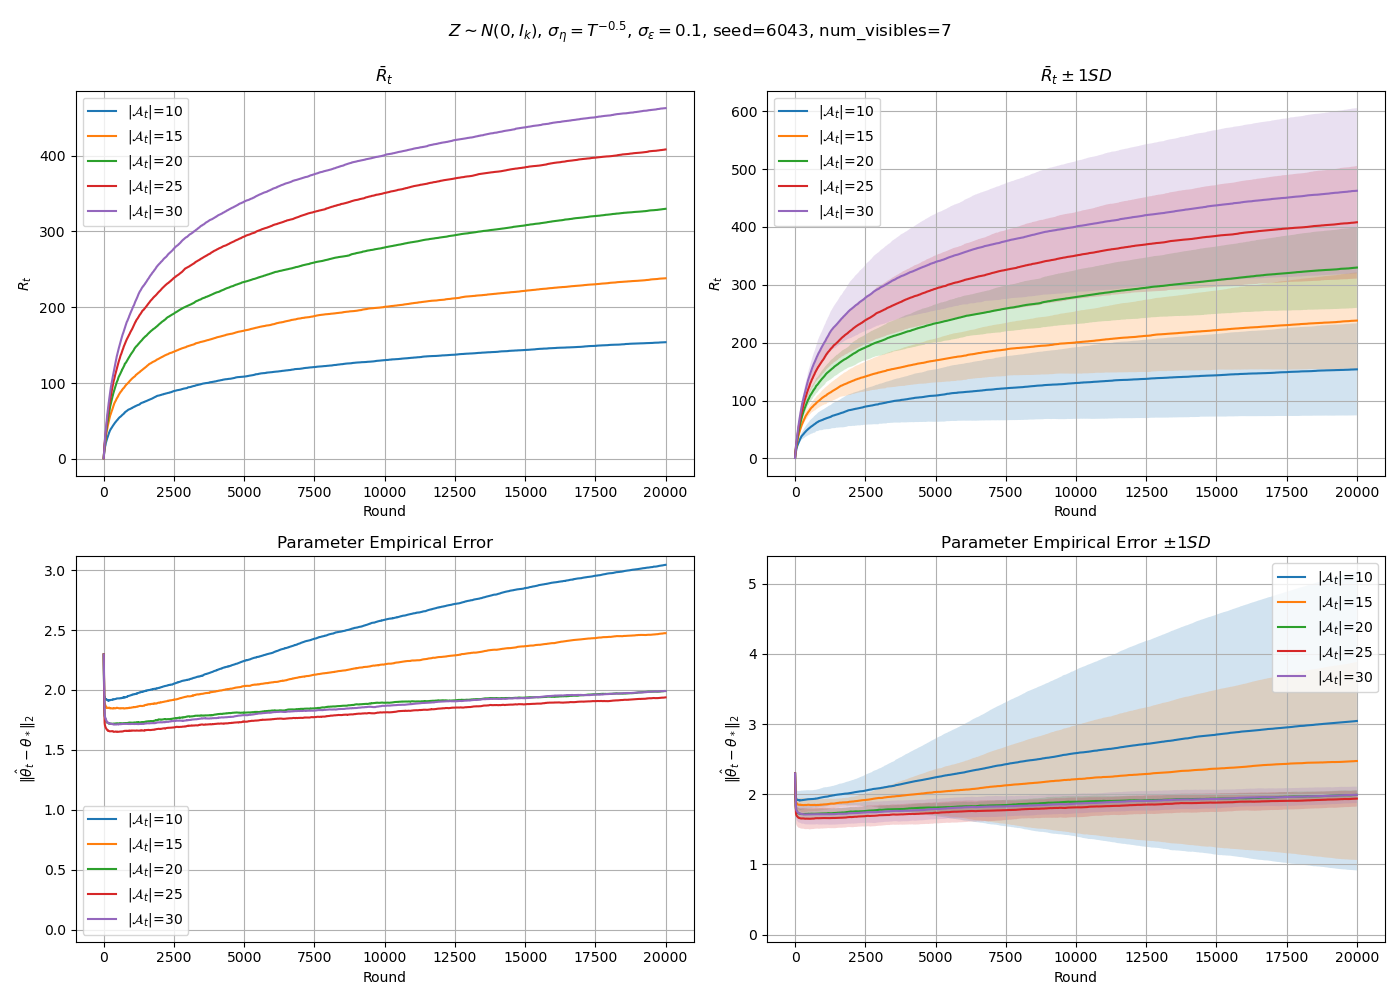 Z ∼ N(0, I_k), σ_η = T^{−0.5}, σ_ε = 0.1, seed=6043, num_visibles=7
R̄_t
R_t
400
300
200
100
0
|𝒜_t|=10
|𝒜_t|=15
|𝒜_t|=20
|𝒜_t|=25
|𝒜_t|=30
0 2500 5000 7500 10000 12500 15000 17500 20000
Round
R̄_t ± 1SD
R_t
600
500
400
300
200
100
0
|𝒜_t|=10
|𝒜_t|=15
|𝒜_t|=20
|𝒜_t|=25
|𝒜_t|=30
0 2500 5000 7500 10000 12500 15000 17500 20000
Round
Parameter Empirical Error
‖θ̂_t − θ_*‖_2
3.0
2.5
2.0
1.5
1.0
0.5
0.0
|𝒜_t|=10
|𝒜_t|=15
|𝒜_t|=20
|𝒜_t|=25
|𝒜_t|=30
0 2500 5000 7500 10000 12500 15000 17500 20000
Round
Parameter Empirical Error ±1SD
‖θ̂_t − θ_*‖_2
5
4
3
2
1
0
|𝒜_t|=10
|𝒜_t|=15
|𝒜_t|=20
|𝒜_t|=25
|𝒜_t|=30
0 2500 5000 7500 10000 12500 15000 17500 20000
Round